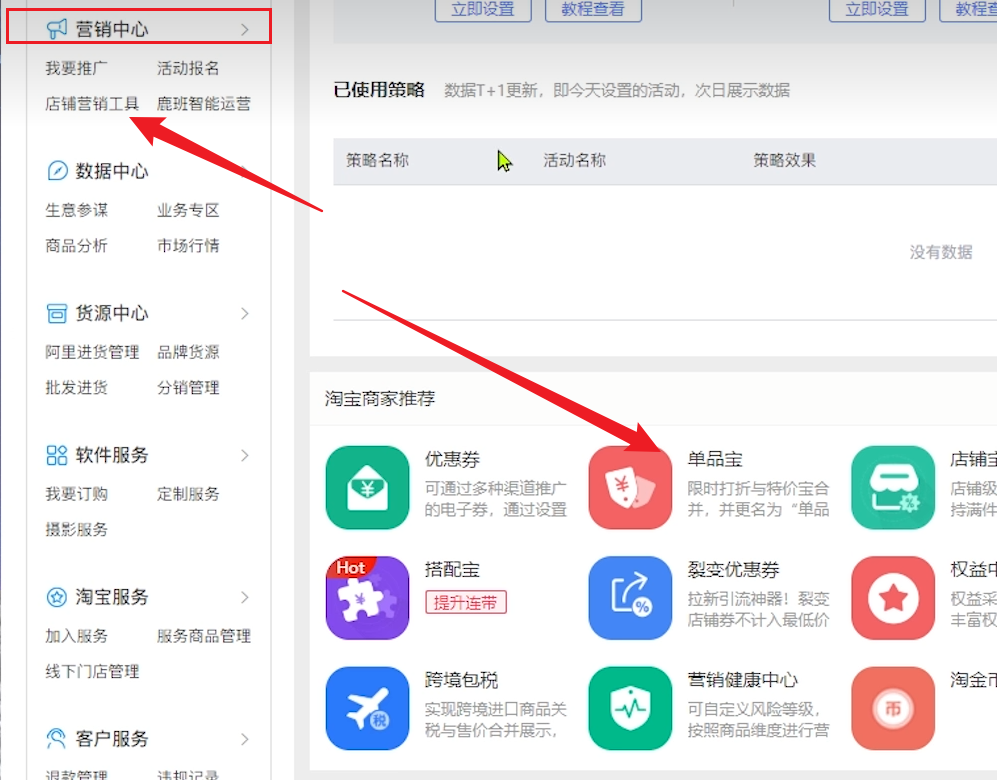 营销中心
我要推广 活动报名
店铺营销工具 鹿班智能运营
数据中心
生意参谋 业务专区
商品分析 市场行情
货源中心
阿里进货管理 品牌货源
批发进货 分销管理
软件服务
我要订购 定制服务
摄影服务
淘宝服务
加入服务 服务商品管理
线下门店管理
客户服务
退款管理 违规记录
立即设置 教程查看 立即设置 教程查
已使用策略 数据T+1更新，即今天设置的活动，次日展示数据
策略名称 活动名称 策略效果
没有数据
淘宝商家推荐
优惠券
可通过多种渠道推广
的电子券，通过设置
单品宝
限时打折与特价宝合
并，并更名为“单品
店铺宝
店铺级
持满件
Hot
搭配宝
提升连带
裂变优惠券
拉新引流神器！裂变
店铺券不计入最低价
权益中
权益采
丰富权
税
跨境包税
实现跨境进口商品关
税与售价合并展示，
营销健康中心
可自定义风险等级，
按照商品维度进行营
币
淘金币